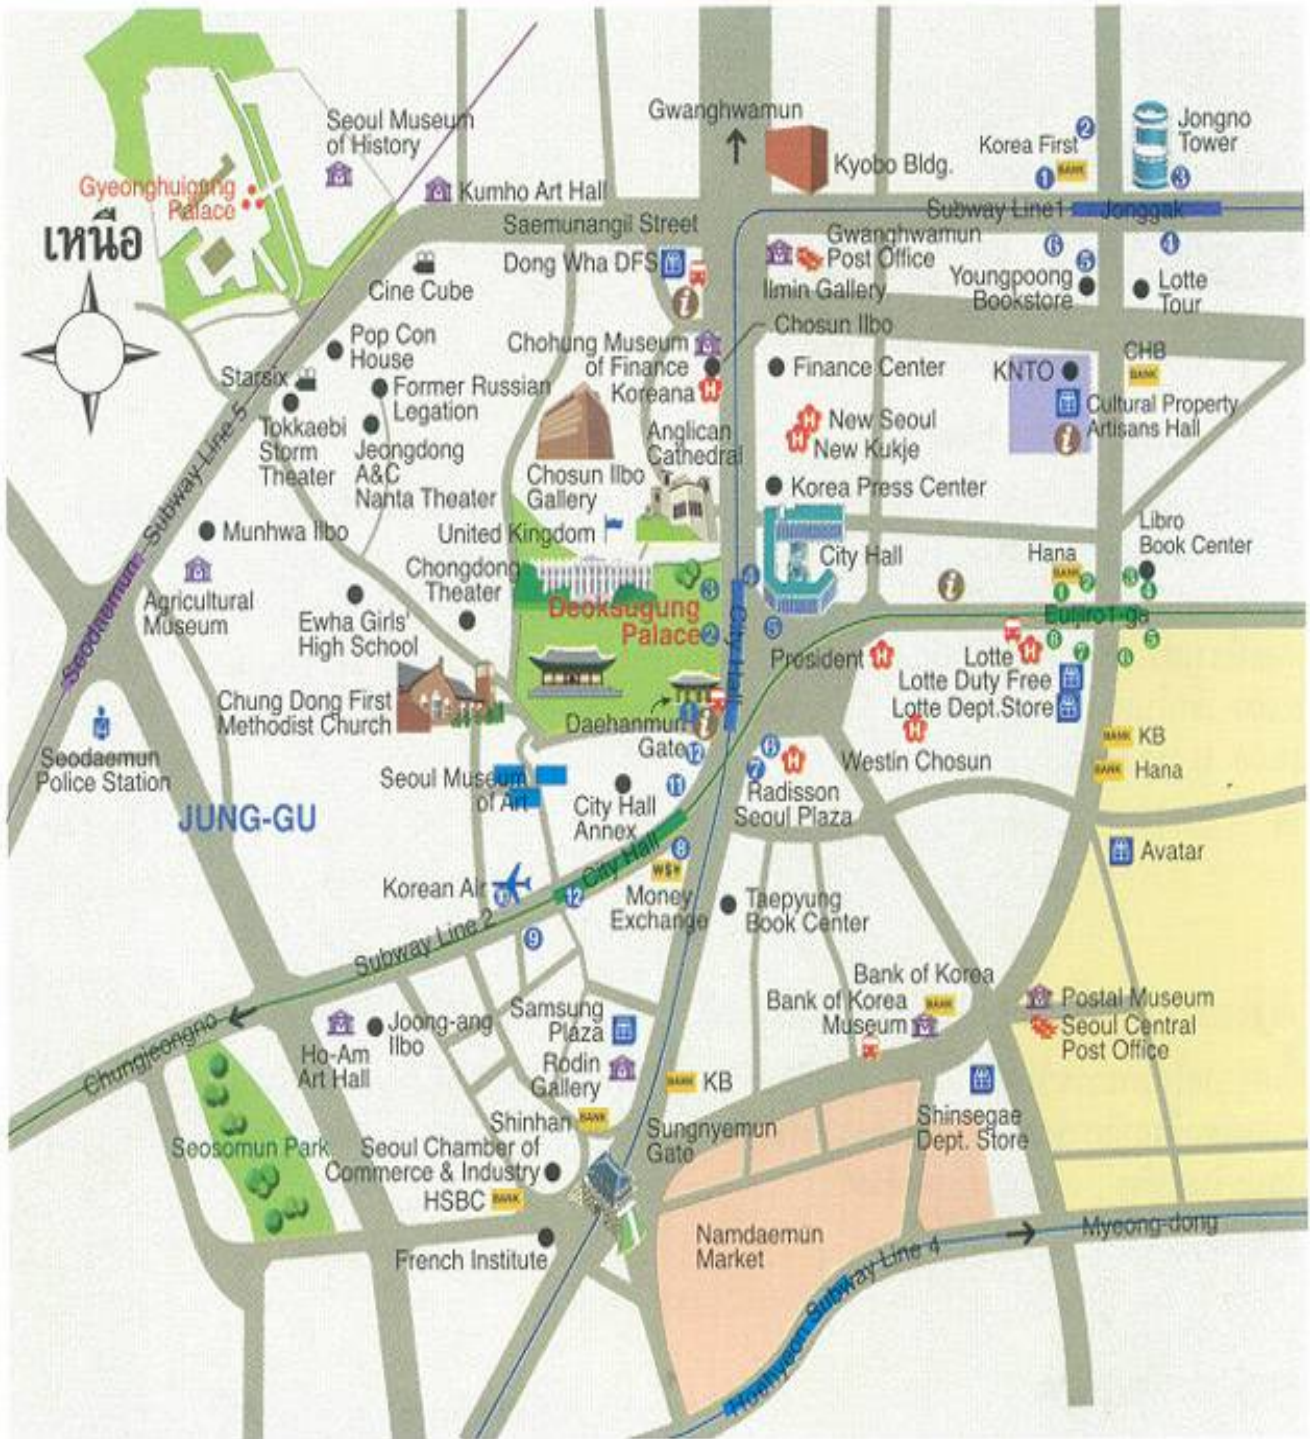 Gwanghwamun
Seoul Museum
of History
Korea First
BANK
Jongno
Tower
Kyobo Bldg.
Gyeonghuigung
Palace
Kumho Art Hall
Saemunangil Street
Subway Line1
Jonggak
เหนือ
Dong Wha DFS
Gwanghwamun
Post Office
Ilmin Gallery
Youngpoong
Bookstore
Lotte
Tour
Cine Cube
Chosun Ilbo
Pop Con
House
Chohung Museum
of Finance
Koreana
Finance Center
KNTO
CHB
BANK
Starsix
Former Russian
Legation
Cultural Property
Artisans Hall
Tokkaebi
Storm
Theater
Subway Line 5
Jeongdong
A&C
Nanta Theater
Anglican
Cathedral
New Seoul
New Kukje
Chosun Ilbo
Gallery
Korea Press Center
Munhwa Ilbo
United Kingdom
City Hall
Libro
Book Center
Hana
BANK
Seodaemun
Agricultural
Museum
Chongdong
Theater
Ewha Girls'
High School
Deoksugung
Palace
City Hall
Euljiro1-ga
President
Lotte
Lotte Duty Free
Lotte Dept.Store
Chung Dong First
Methodist Church
Daehanmun
Gate
Seodaemun
Police Station
BANK KB
BANK Hana
Westin Chosun
Seoul Museum
of Art
City Hall
Annex
Radisson
Seoul Plaza
JUNG-GU
City Hall
Avatar
Korean Air
W$¥
Money
Exchange
Taepyung
Book Center
Subway Line 2
Bank of Korea
BANK
Bank of Korea
Museum
Postal Museum
Seoul Central
Post Office
Chungjeongno
Ho-Am
Art Hall
Joong-ang
Ilbo
Samsung
Plaza
Rodin
Gallery
BANK KB
Shinsegae
Dept. Store
Seosomun Park
Shinhan BANK
Sungnyemun
Gate
Seoul Chamber of
Commerce & Industry
HSBC BANK
French Institute
Namdaemun
Market
Myeong-dong
Subway Line 4
Hoehyeon